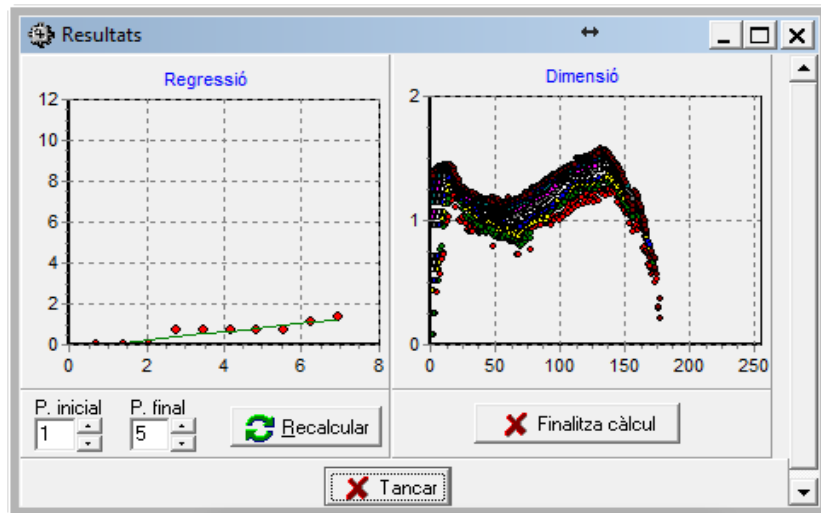 Resultats
Regressió
12
10
8
6
4
2
0
0 2 4 6 8
Dimensió
2
1
0
0 50 100 150 200 250
P. inicial P. final
1 5 Recalcular
Finalitza càlcul
Tancar